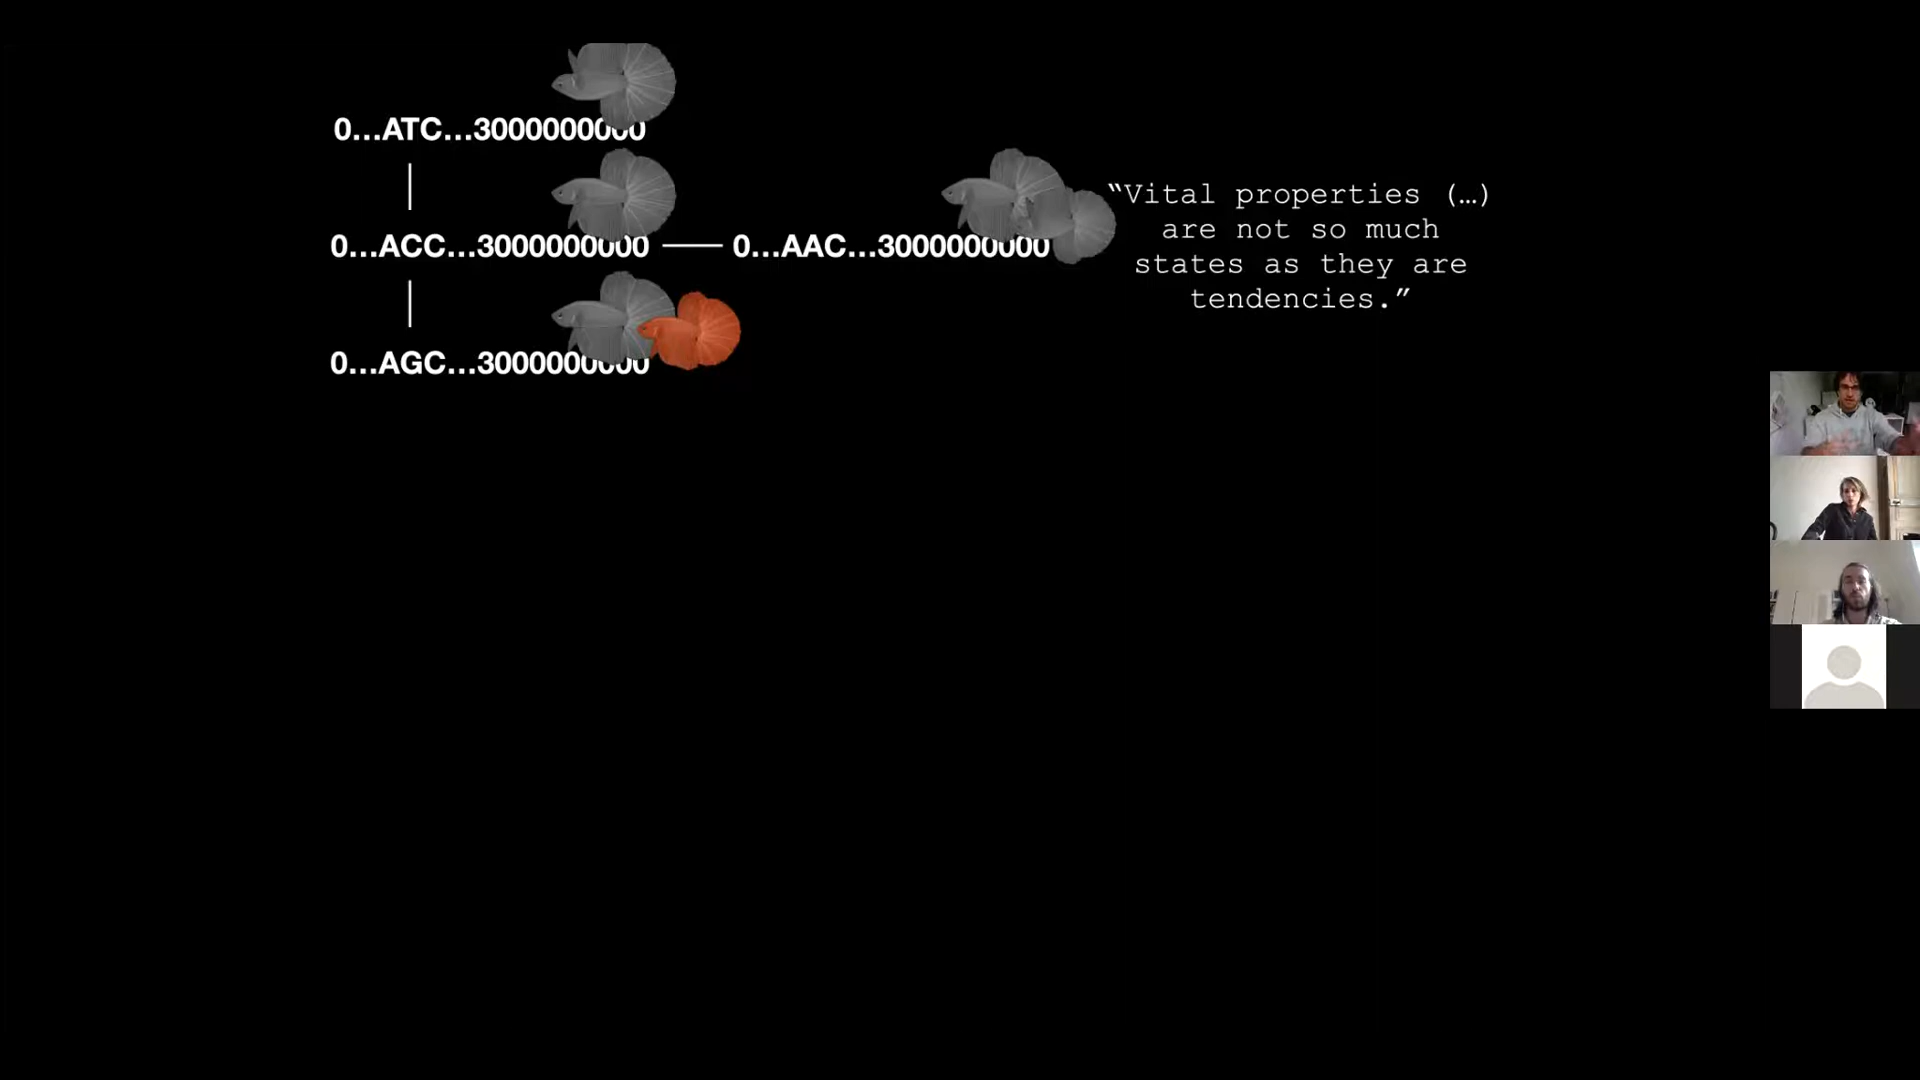 0...ATC...3000000000
0...ACC...3000000000
0...AAC...3000000000
0...AGC...3000000000
“Vital properties (…)
are not so much
states as they are
tendencies.”